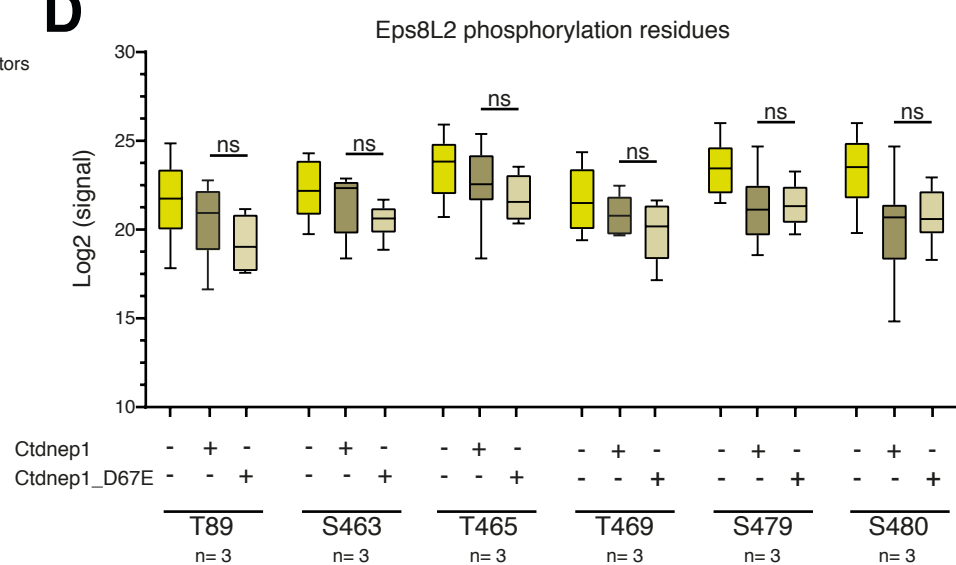 D
Eps8L2 phosphorylation residues
tors
Log2 (signal)
30
25
20
15
10
ns ns ns ns ns ns
Ctdnep1 - + - - + - - + - - + - - + - - + -
Ctdnep1_D67E - - + - - + - - + - - + - - + - - +
T89 S463 T465 T469 S479 S480
n= 3 n= 3 n= 3 n= 3 n= 3 n= 3